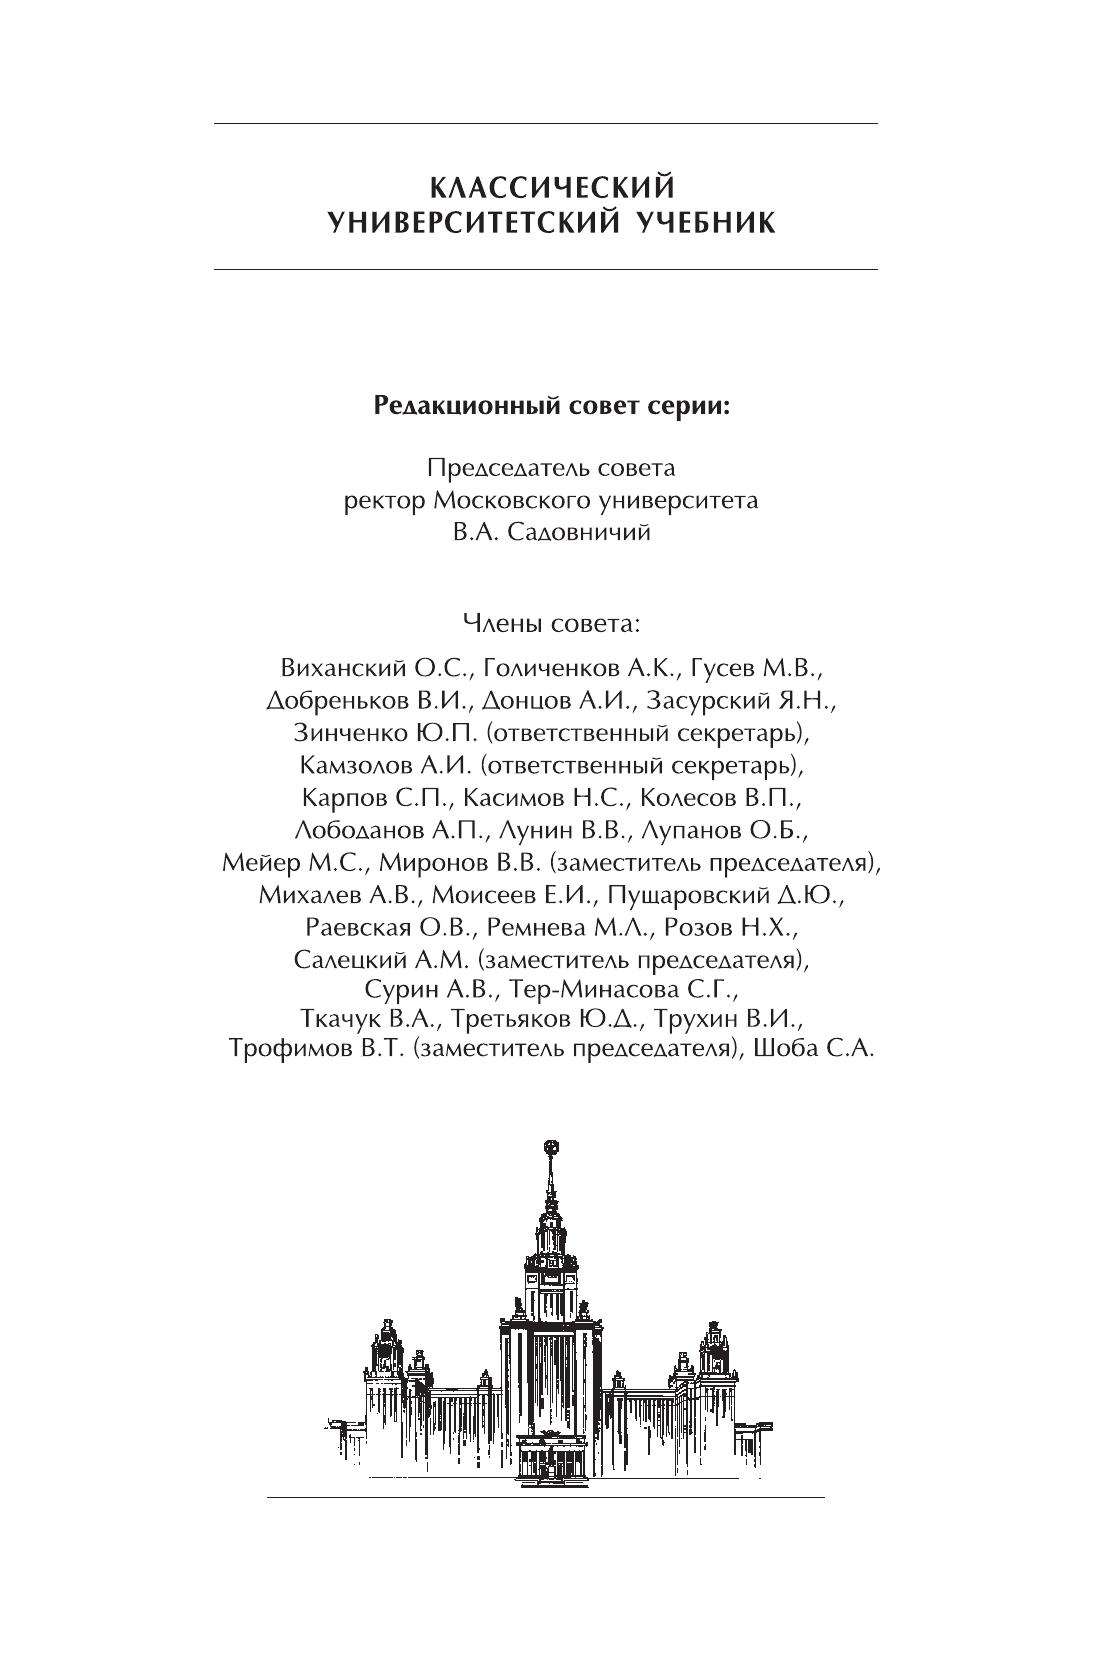 КЛАССИЧЕСКИЙ
УНИВЕРСИТЕТСКИЙ УЧЕБНИК
Редакционный совет серии:
Председатель совета
ректор Московского университета
В.А. Садовничий
Члены совета:
Виханский О.С., Голиченков А.К., Гусев М.В.,
Добреньков В.И., Донцов А.И., Засурский Я.Н.,
Зинченко Ю.П. (ответственный секретарь),
Камзолов А.И. (ответственный секретарь),
Карпов С.П., Касимов Н.С., Колесов В.П.,
Лободанов А.П., Лунин В.В., Лупанов О.Б.,
Мейер М.С., Миронов В.В. (заместитель председателя),
Михалев А.В., Моисеев Е.И., Пущаровский Д.Ю.,
Раевская О.В., Ремнева М.Л., Розов Н.Х.,
Салецкий А.М. (заместитель председателя),
Сурин А.В., Тер-Минасова С.Г.,
Ткачук В.А., Третьяков Ю.Д., Трухин В.И.,
Трофимов В.Т. (заместитель председателя), Шоба С.А.